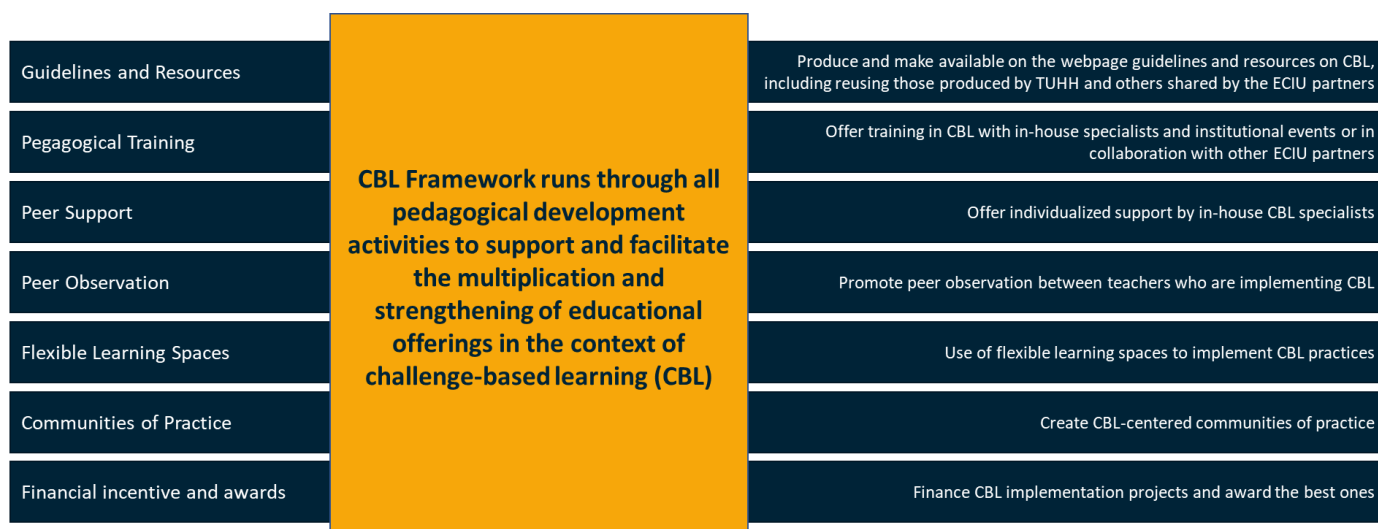 Guidelines and Resources
Produce and make available on the webpage guidelines and resources on CBL,
including reusing those produced by TUHH and others shared by the ECIU partners
Pegagogical Training
Offer training in CBL with in-house specialists and institutional events or in
collaboration with other ECIU partners
Peer Support
Offer individualized support by in-house CBL specialists
Peer Observation
Promote peer observation between teachers who are implementing CBL
Flexible Learning Spaces
Use of flexible learning spaces to implement CBL practices
Communities of Practice
Create CBL-centered communities of practice
Financial incentive and awards
Finance CBL implementation projects and award the best ones
CBL Framework runs through all
pedagogical development
activities to support and facilitate
the multiplication and
strengthening of educational
offerings in the context of
challenge-based learning (CBL)